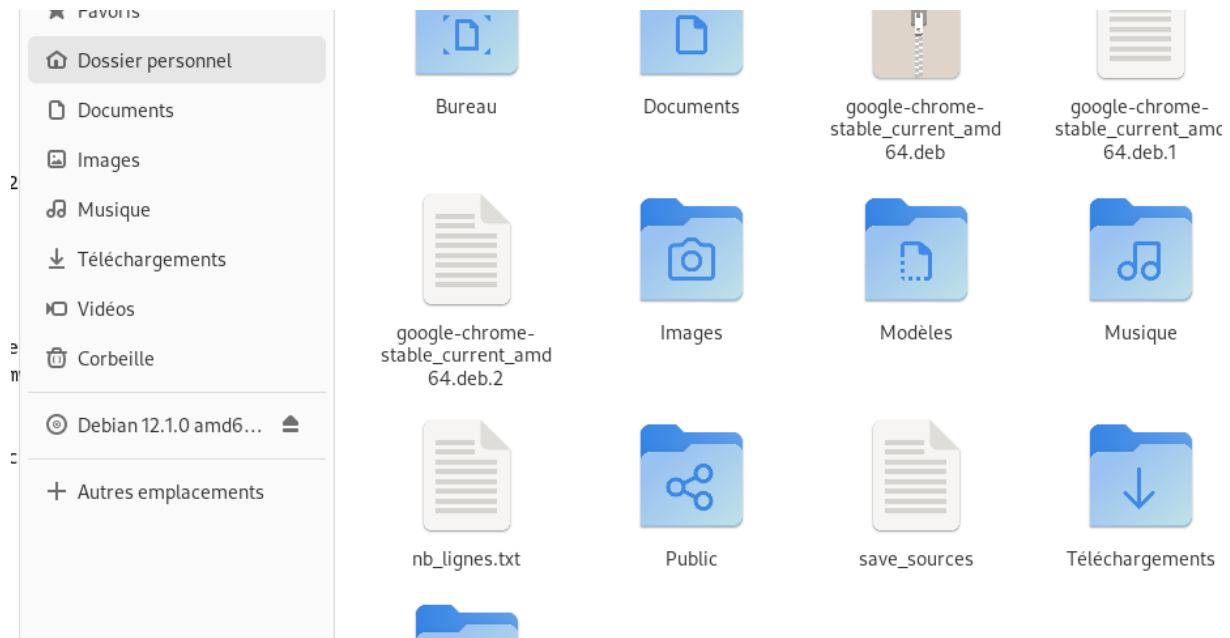 Favoris
Dossier personnel
Documents
Images
Musique
Téléchargements
Vidéos
Corbeille
Debian 12.1.0 amd6...
Autres emplacements
Bureau
Documents
google-chrome-
stable_current_amd
64.deb
google-chrome-
stable_current_amd
64.deb.1
google-chrome-
stable_current_amd
64.deb.2
Images
Modèles
Musique
nb_lignes.txt
Public
save_sources
Téléchargements